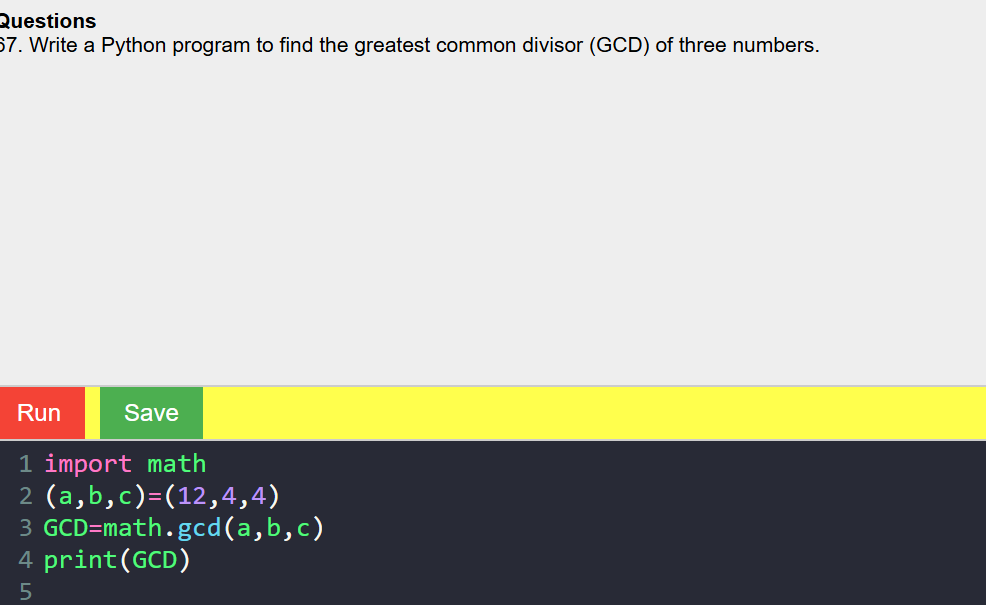 Questions
67. Write a Python program to find the greatest common divisor (GCD) of three numbers.
Run Save
1 import math
2 (a,b,c)=(12,4,4)
3 GCD=math.gcd(a,b,c)
4 print(GCD)
5